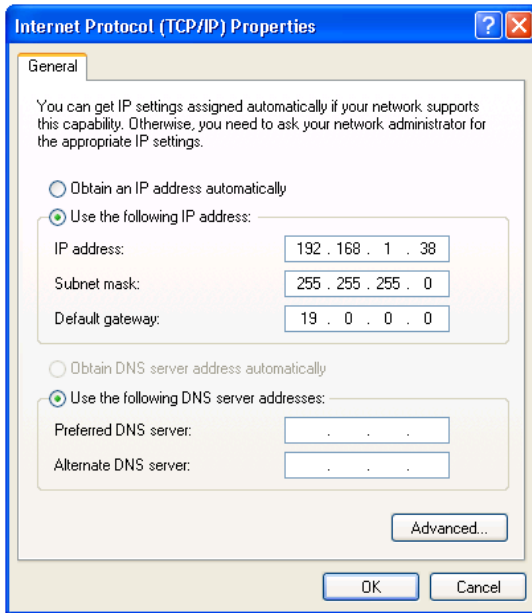 Internet Protocol (TCP/IP) Properties
General
You can get IP settings assigned automatically if your network supports
this capability. Otherwise, you need to ask your network administrator for
the appropriate IP settings.
Obtain an IP address automatically
Use the following IP address:
IP address: 192 . 168 . 1 . 38
Subnet mask: 255 . 255 . 255 . 0
Default gateway: 19 . 0 . 0 . 0
Obtain DNS server address automatically
Use the following DNS server addresses:
Preferred DNS server: . . .
Alternate DNS server: . . .
Advanced...
OK Cancel